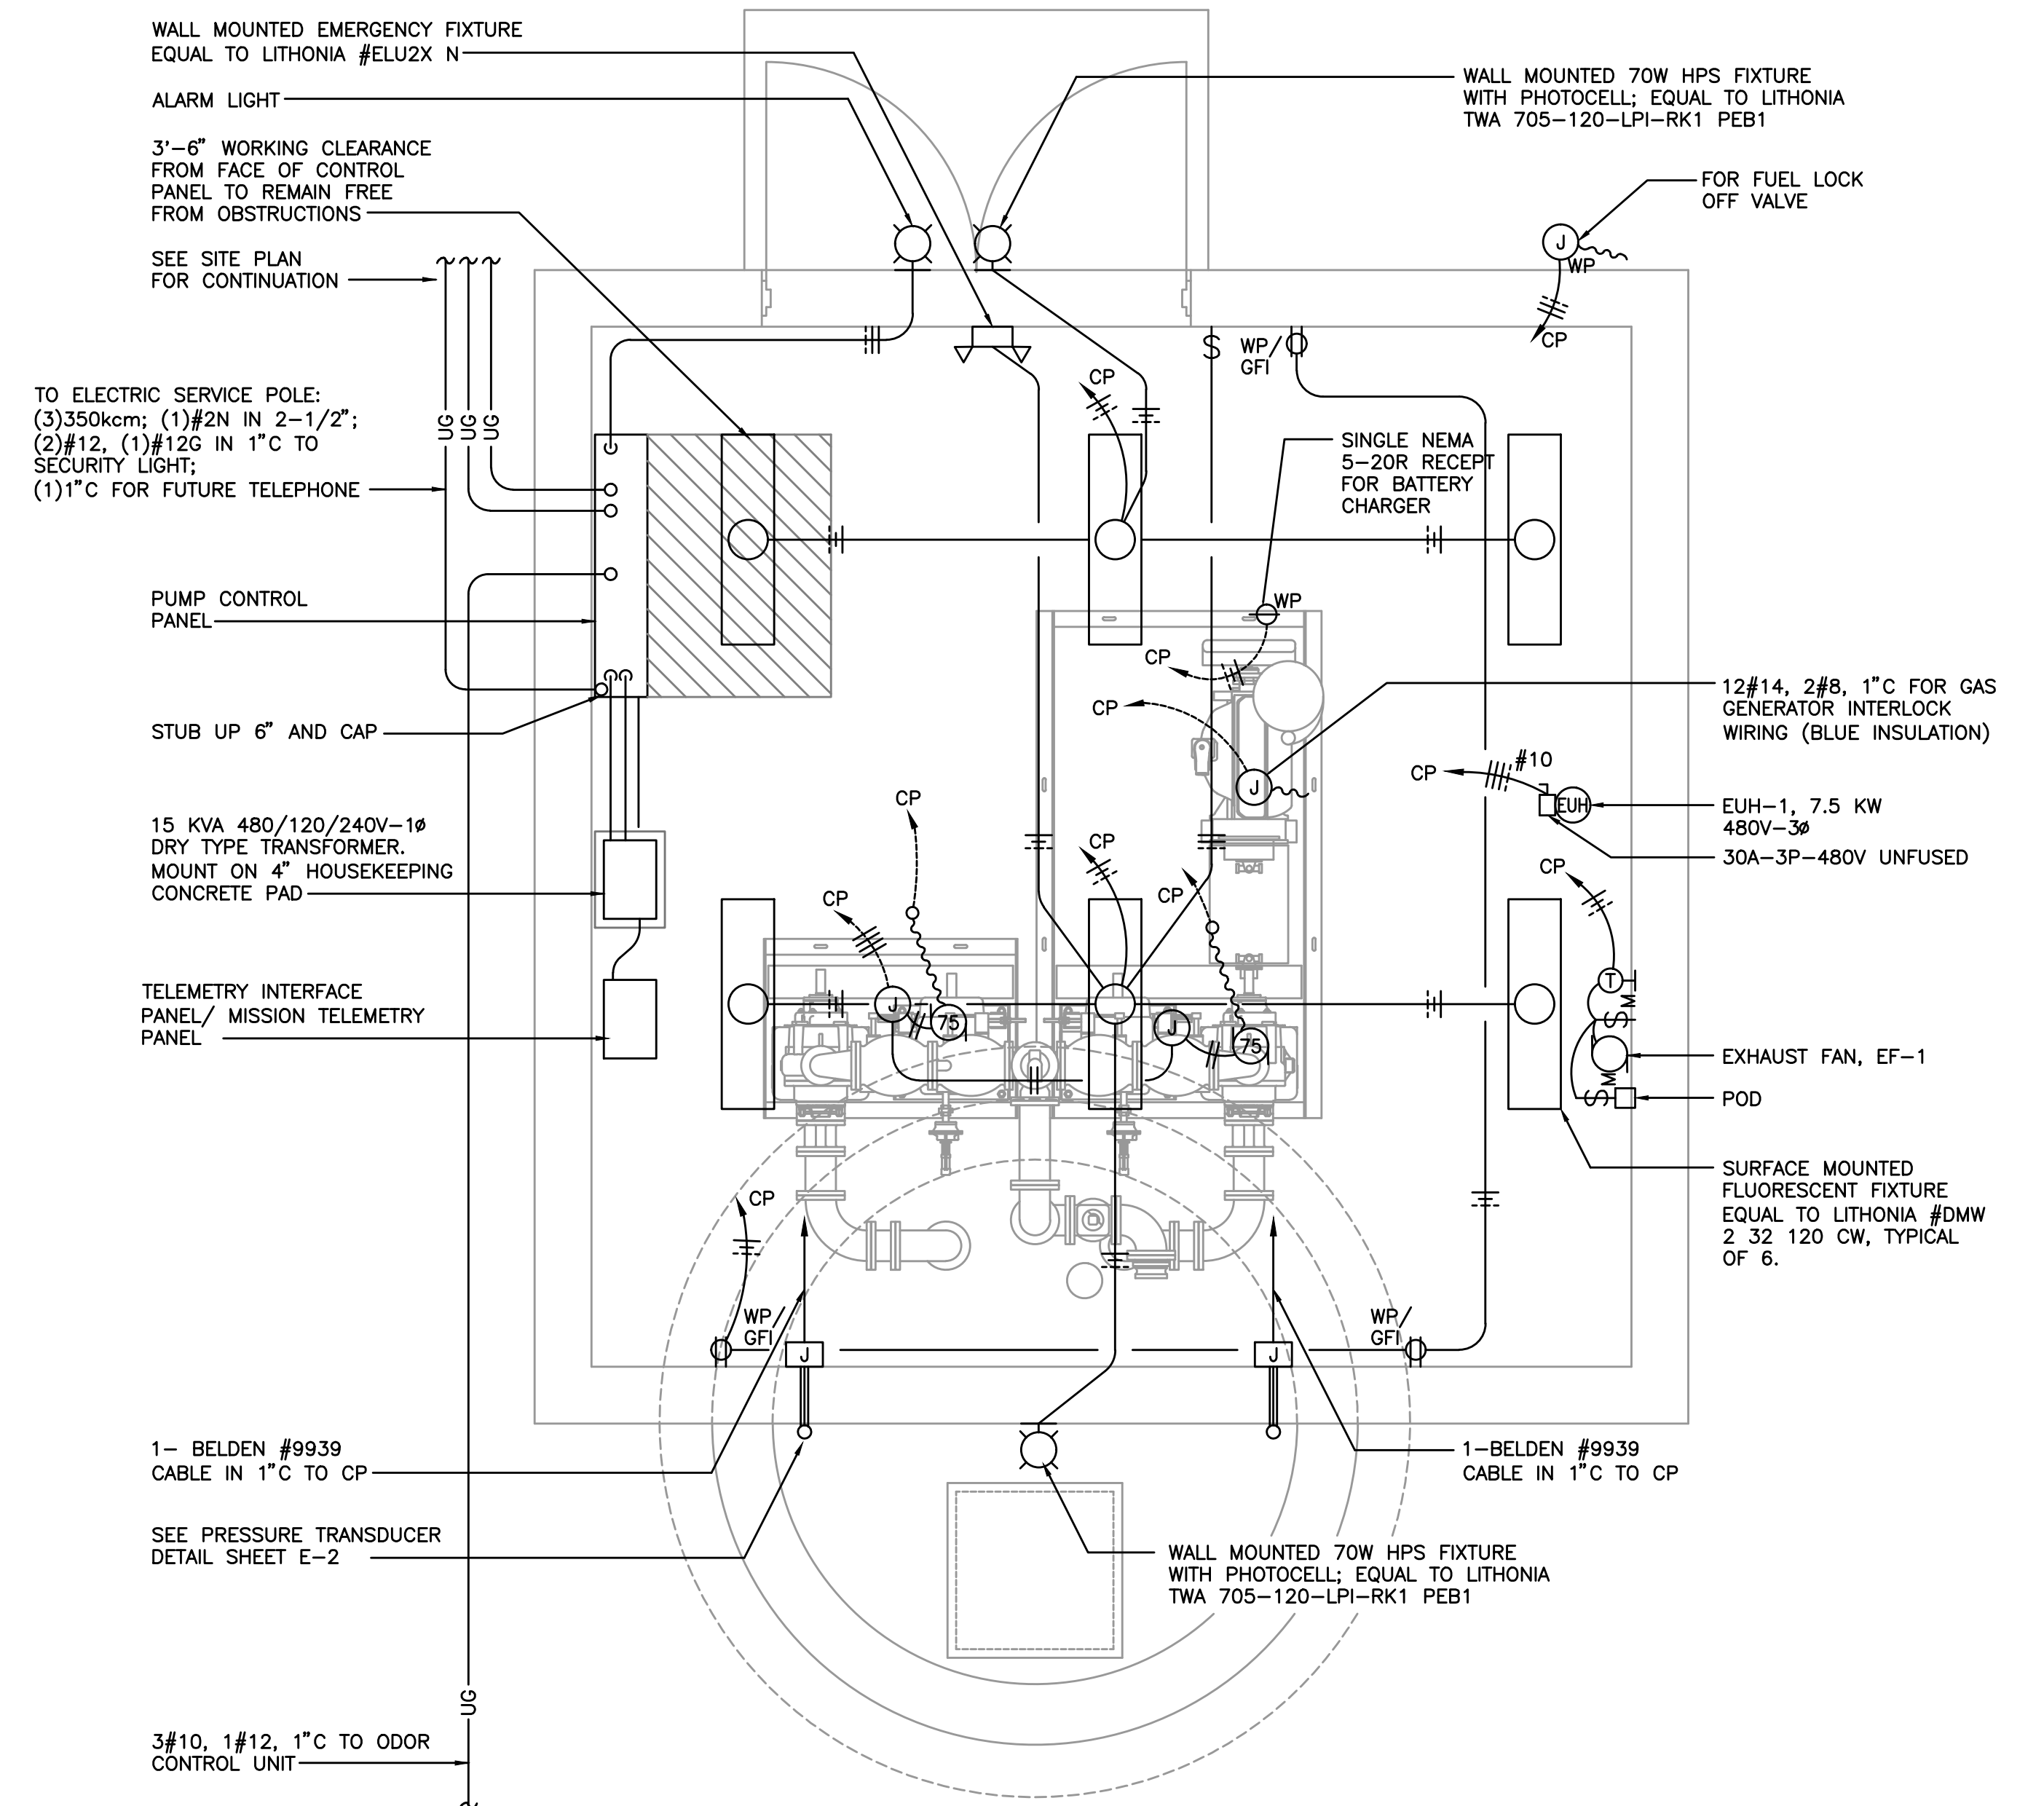 WALL MOUNTED EMERGENCY FIXTURE
EQUAL TO LITHONIA #ELU2X N
ALARM LIGHT
3'-6" WORKING CLEARANCE
FROM FACE OF CONTROL
PANEL TO REMAIN FREE
FROM OBSTRUCTIONS
SEE SITE PLAN
FOR CONTINUATION
TO ELECTRIC SERVICE POLE:
(3)350kcm; (1)#2N IN 2-1/2";
(2)#12, (1)#12G IN 1"C TO
SECURITY LIGHT;
(1)1"C FOR FUTURE TELEPHONE
UG
UG
UG
PUMP CONTROL
PANEL
STUB UP 6" AND CAP
15 KVA 480/120/240V-1ø
DRY TYPE TRANSFORMER.
MOUNT ON 4" HOUSEKEEPING
CONCRETE PAD
TELEMETRY INTERFACE
PANEL/ MISSION TELEMETRY
PANEL
1- BELDEN #9939
CABLE IN 1"C TO CP
SEE PRESSURE TRANSDUCER
DETAIL SHEET E-2
UG
3#10, 1#12, 1"C TO ODOR
CONTROL UNIT
WALL MOUNTED 70W HPS FIXTURE
WITH PHOTOCELL; EQUAL TO LITHONIA
TWA 705-120-LPI-RK1 PEB1
FOR FUEL LOCK
OFF VALVE
J
WP
CP
S
WP/
GFI
CP
SINGLE NEMA
5-20R RECEPT
FOR BATTERY
CHARGER
WP
CP
CP
J
12#14, 2#8, 1"C FOR GAS
GENERATOR INTERLOCK
WIRING (BLUE INSULATION)
#10
CP
EUH
EUH-1, 7.5 KW
480V-3ø
30A-3P-480V UNFUSED
CP
CP
CP
CP
CP
J
75
J
75
T
M
S
M
S
EXHAUST FAN, EF-1
POD
SURFACE MOUNTED
FLUORESCENT FIXTURE
EQUAL TO LITHONIA #DMW
2 32 120 CW, TYPICAL
OF 6.
CP
WP/
GFI
J
J
WP/
GFI
1-BELDEN #9939
CABLE IN 1"C TO CP
WALL MOUNTED 70W HPS FIXTURE
WITH PHOTOCELL; EQUAL TO LITHONIA
TWA 705-120-LPI-RK1 PEB1